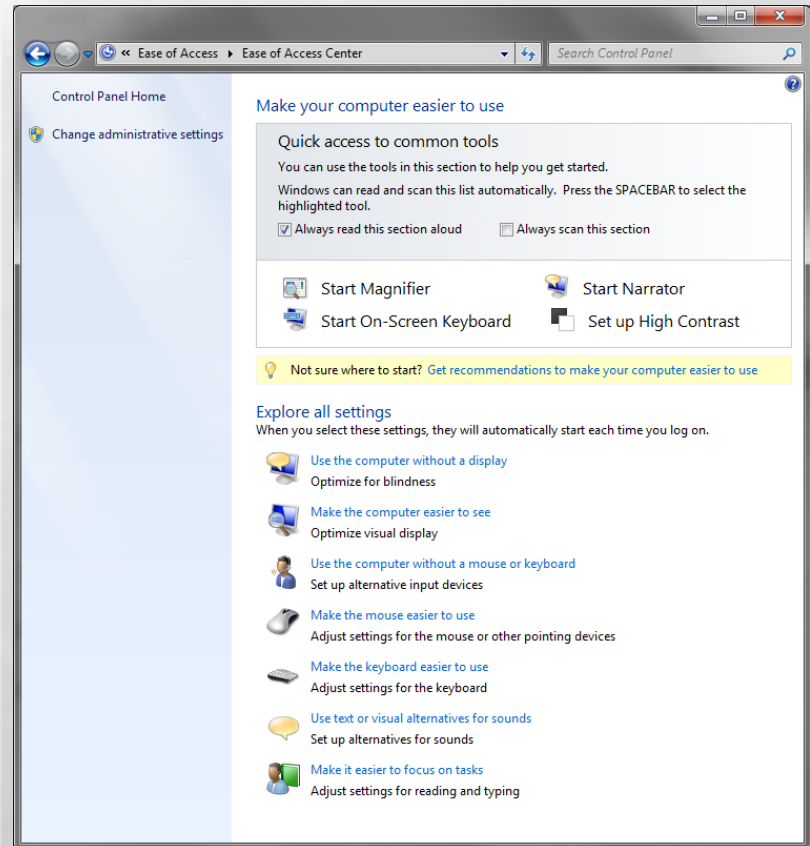 « Ease of Access ▸ Ease of Access Center
Search Control Panel
Control Panel Home
Change administrative settings
Make your computer easier to use
Quick access to common tools
You can use the tools in this section to help you get started.
Windows can read and scan this list automatically. Press the SPACEBAR to select the
highlighted tool.
Always read this section aloud Always scan this section
Start Magnifier Start Narrator
Start On-Screen Keyboard Set up High Contrast
Not sure where to start? Get recommendations to make your computer easier to use
Explore all settings
When you select these settings, they will automatically start each time you log on.
Use the computer without a display
Optimize for blindness
Make the computer easier to see
Optimize visual display
Use the computer without a mouse or keyboard
Set up alternative input devices
Make the mouse easier to use
Adjust settings for the mouse or other pointing devices
Make the keyboard easier to use
Adjust settings for the keyboard
Use text or visual alternatives for sounds
Set up alternatives for sounds
Make it easier to focus on tasks
Adjust settings for reading and typing